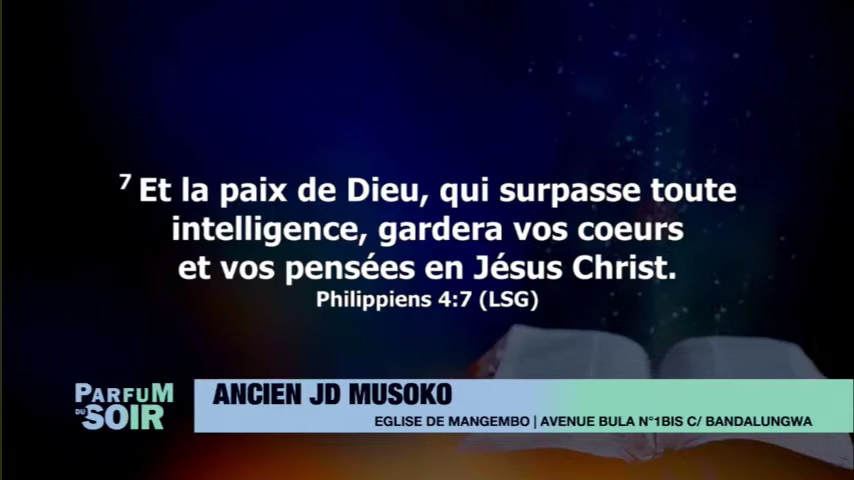 ⁷ Et la paix de Dieu, qui surpasse toute
intelligence, gardera vos coeurs
et vos pensées en Jésus Christ.
Philippiens 4:7 (LSG)
PARFUM
DU SOIR
ANCIEN JD MUSOKO
EGLISE DE MANGEMBO | AVENUE BULA N°1BIS C/ BANDALUNGWA